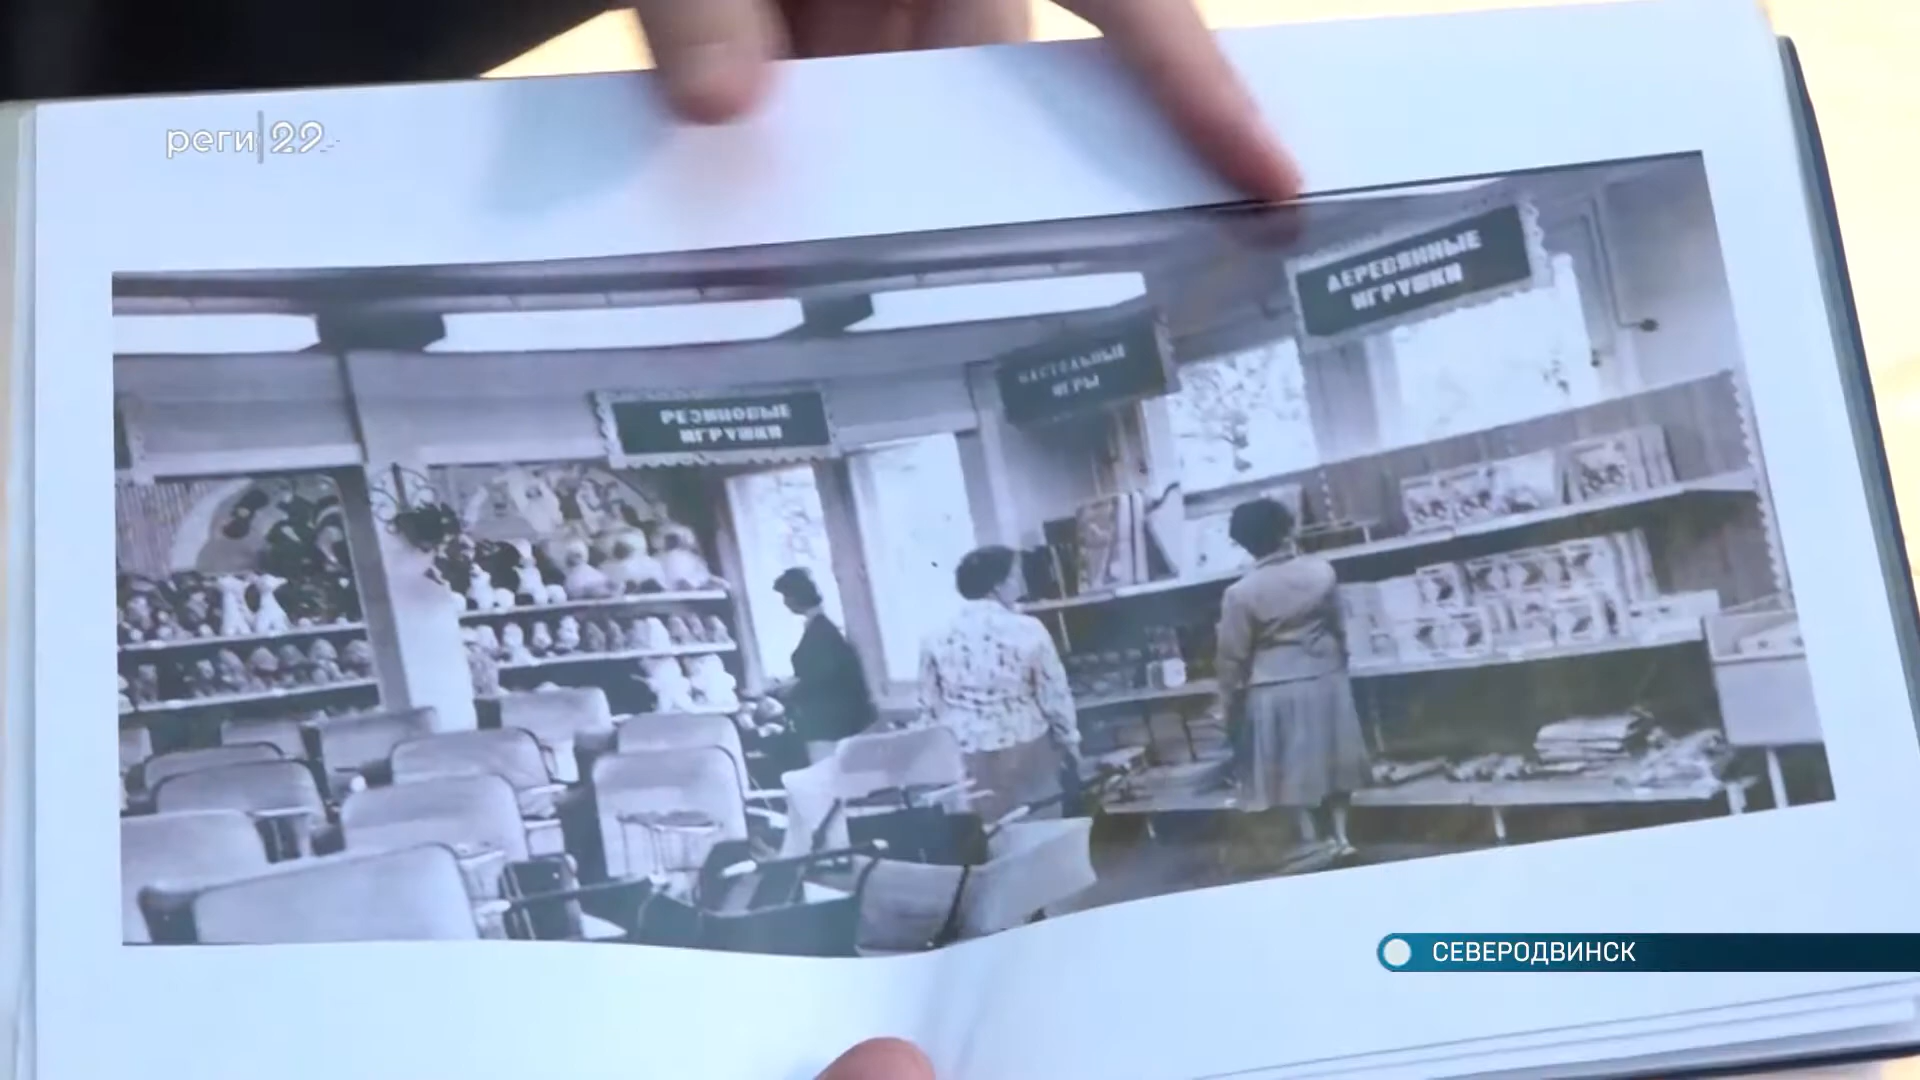 реги 29
ДЕРЕВЯННЫЕ
ИГРУШКИ
НАСТОЛЬНЫЕ
ИГРЫ
РЕЗИНОВЫЕ
ИГРУШКИ
СЕВЕРОДВИНСК